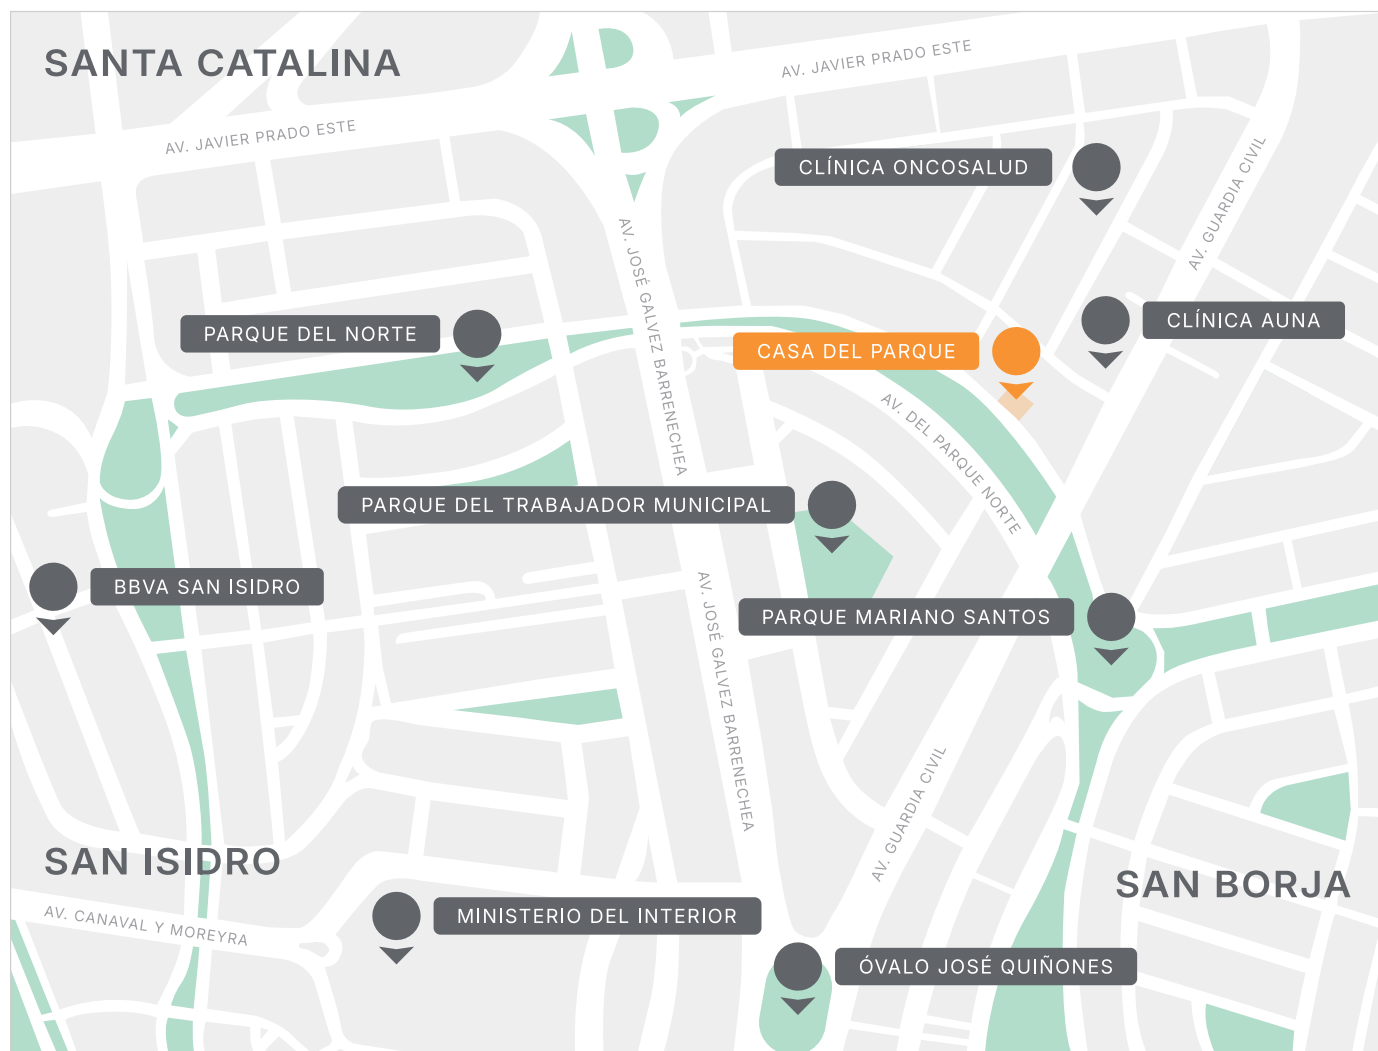 SANTA CATALINA
AV. JAVIER PRADO ESTE
AV. JAVIER PRADO ESTE
CLÍNICA ONCOSALUD
AV. GUARDIA CIVIL
AV. JOSÉ GALVEZ BARRENECHEA
PARQUE DEL NORTE
CLÍNICA AUNA
CASA DEL PARQUE
AV. DEL PARQUE NORTE
PARQUE DEL TRABAJADOR MUNICIPAL
BBVA SAN ISIDRO
AV. JOSÉ GALVEZ BARRENECHEA
PARQUE MARIANO SANTOS
AV. GUARDIA CIVIL
SAN ISIDRO
SAN BORJA
AV. CANAVAL Y MOREYRA
MINISTERIO DEL INTERIOR
ÓVALO JOSÉ QUIÑONES